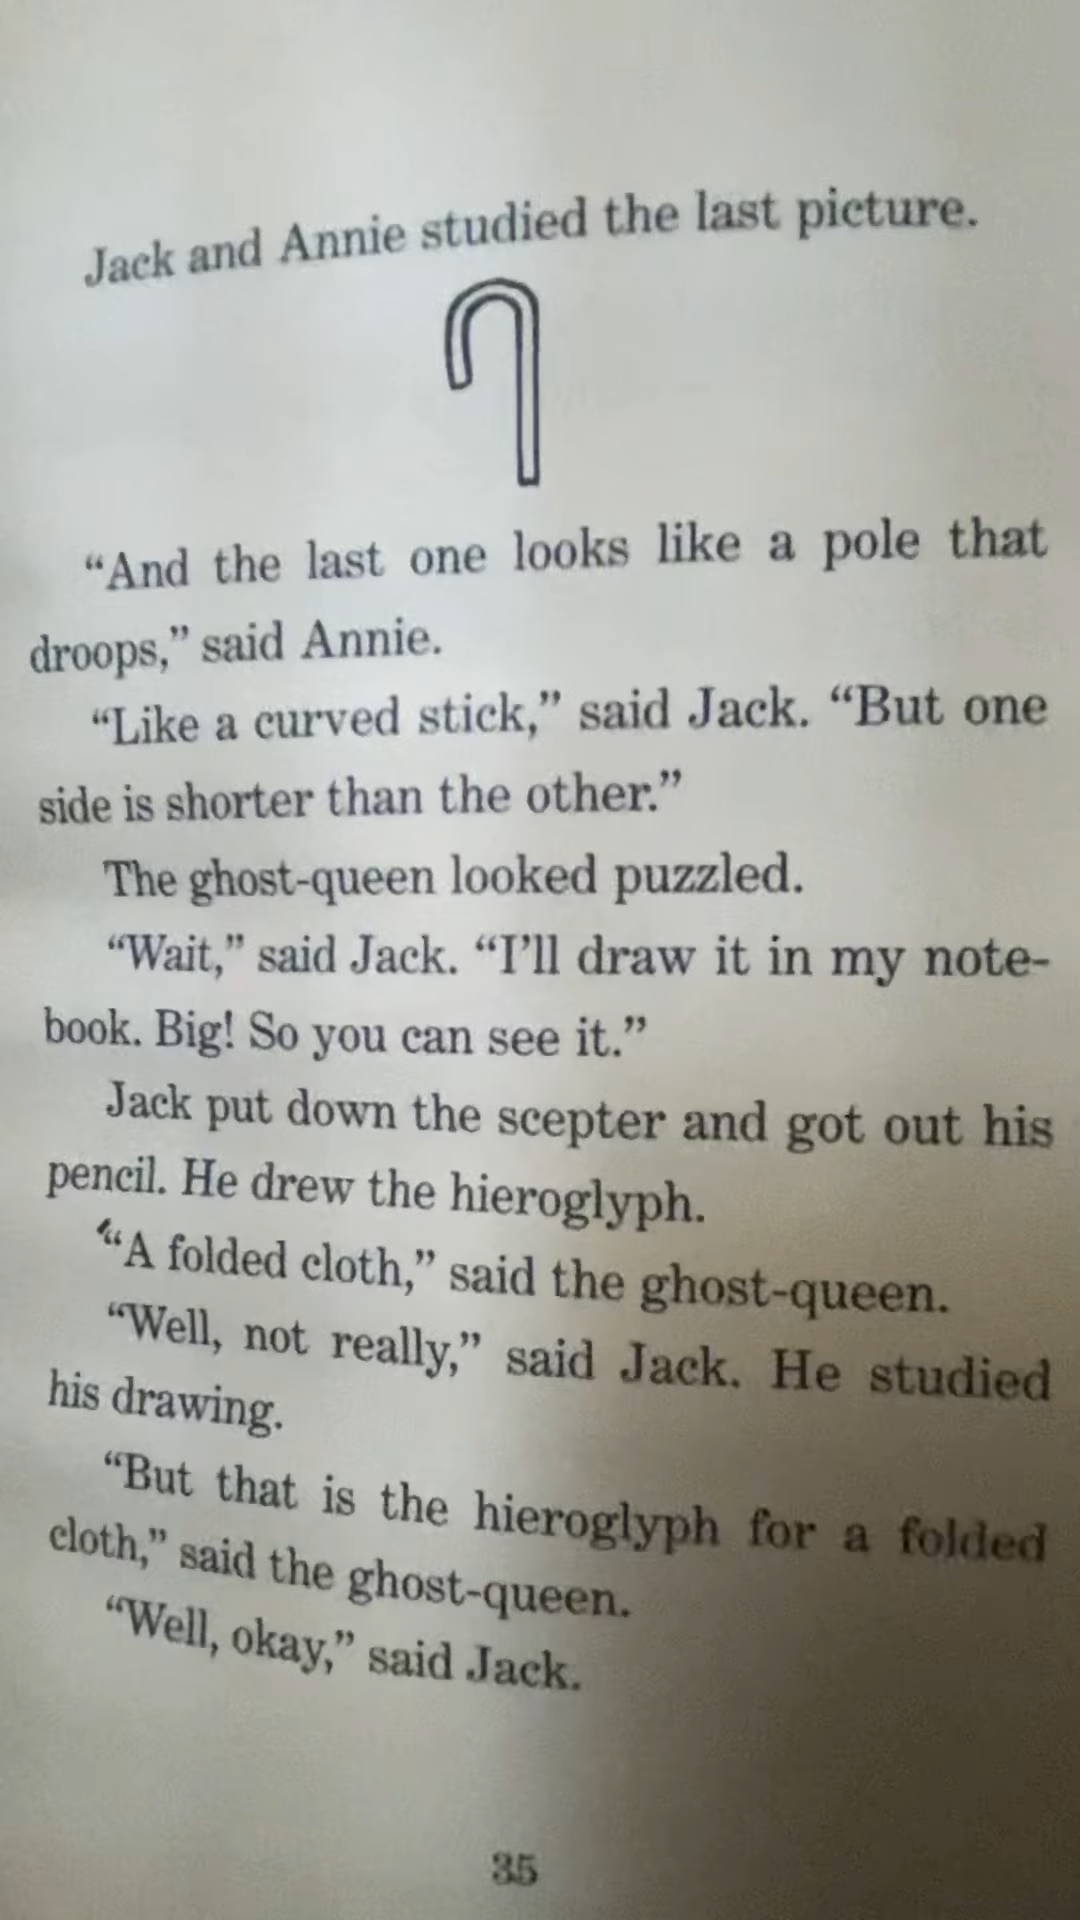 Jack and Annie studied the last picture.
“And the last one looks like a pole that
droops,” said Annie.
“Like a curved stick,” said Jack. “But one
side is shorter than the other.”
The ghost-queen looked puzzled.
“Wait,” said Jack. “I’ll draw it in my note-
book. Big! So you can see it.”
Jack put down the scepter and got out his
pencil. He drew the hieroglyph.
“A folded cloth,” said the ghost-queen.
“Well, not really,” said Jack. He studied
his drawing.
“But that is the hieroglyph for a folded
cloth,” said the ghost-queen.
“Well, okay,” said Jack.
35